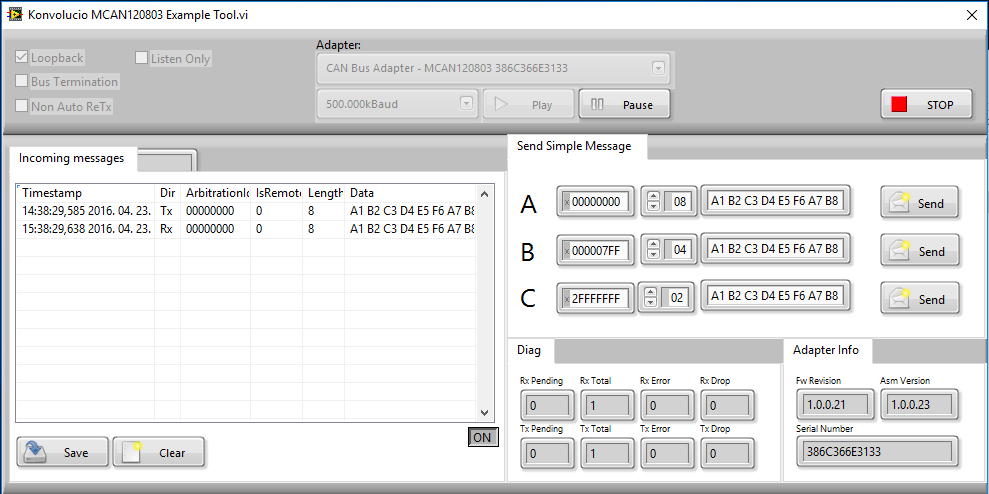 Konvolucio MCAN120803 Example Tool.vi
Adapter:
Loopback Listen Only
CAN Bus Adapter - MCAN120803 386C366E3133
Bus Termination
Non Auto ReTx
500.000kBaud Play Pause STOP
Incoming messages
Timestamp Dir ArbitrationId IsRemote Length Data
14:38:29,585 2016. 04. 23. Tx 00000000 0 8 A1 B2 C3 D4 E5 F6 A7 B8
15:38:29,638 2016. 04. 23. Rx 00000000 0 8 A1 B2 C3 D4 E5 F6 A7 B8
Save Clear ON
Send Simple Message
A x 00000000 08 A1 B2 C3 D4 E5 F6 A7 B8 Send
B x 000007FF 04 A1 B2 C3 D4 E5 F6 A7 B8 Send
C x 2FFFFFFF 02 A1 B2 C3 D4 E5 F6 A7 B8 Send
Diag
Rx Pending Rx Total Rx Error Rx Drop
0 1 0 0
Tx Pending Tx Total Tx Error Tx Drop
0 1 0 0
Adapter Info
Fw Revision Asm Version
1.0.0.21 1.0.0.23
Serial Number
386C366E3133